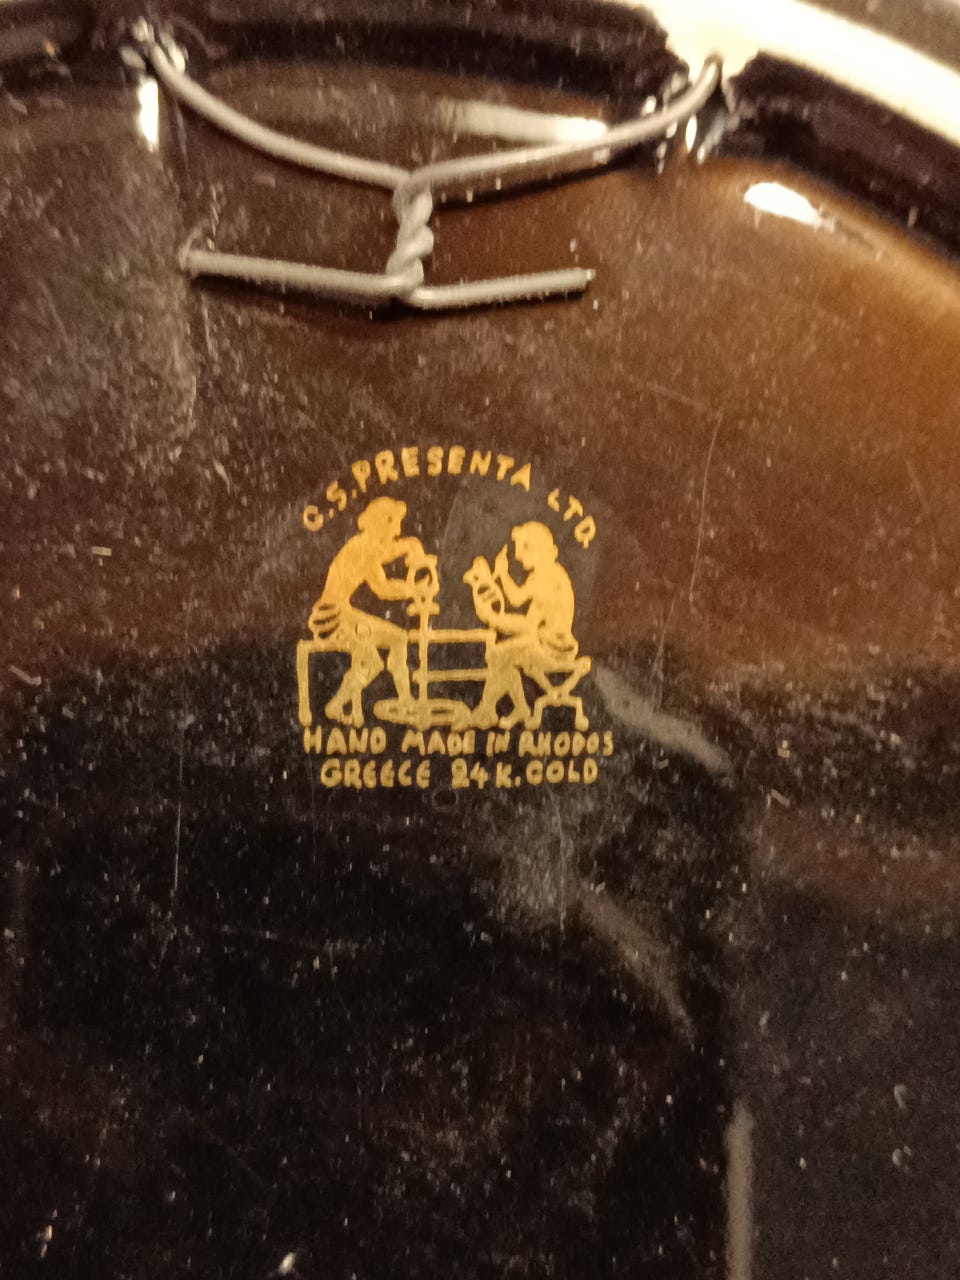 C.S.PRESENTA LTD.
HAND MADE IN RHODOS
GREECE 24 K. GOLD